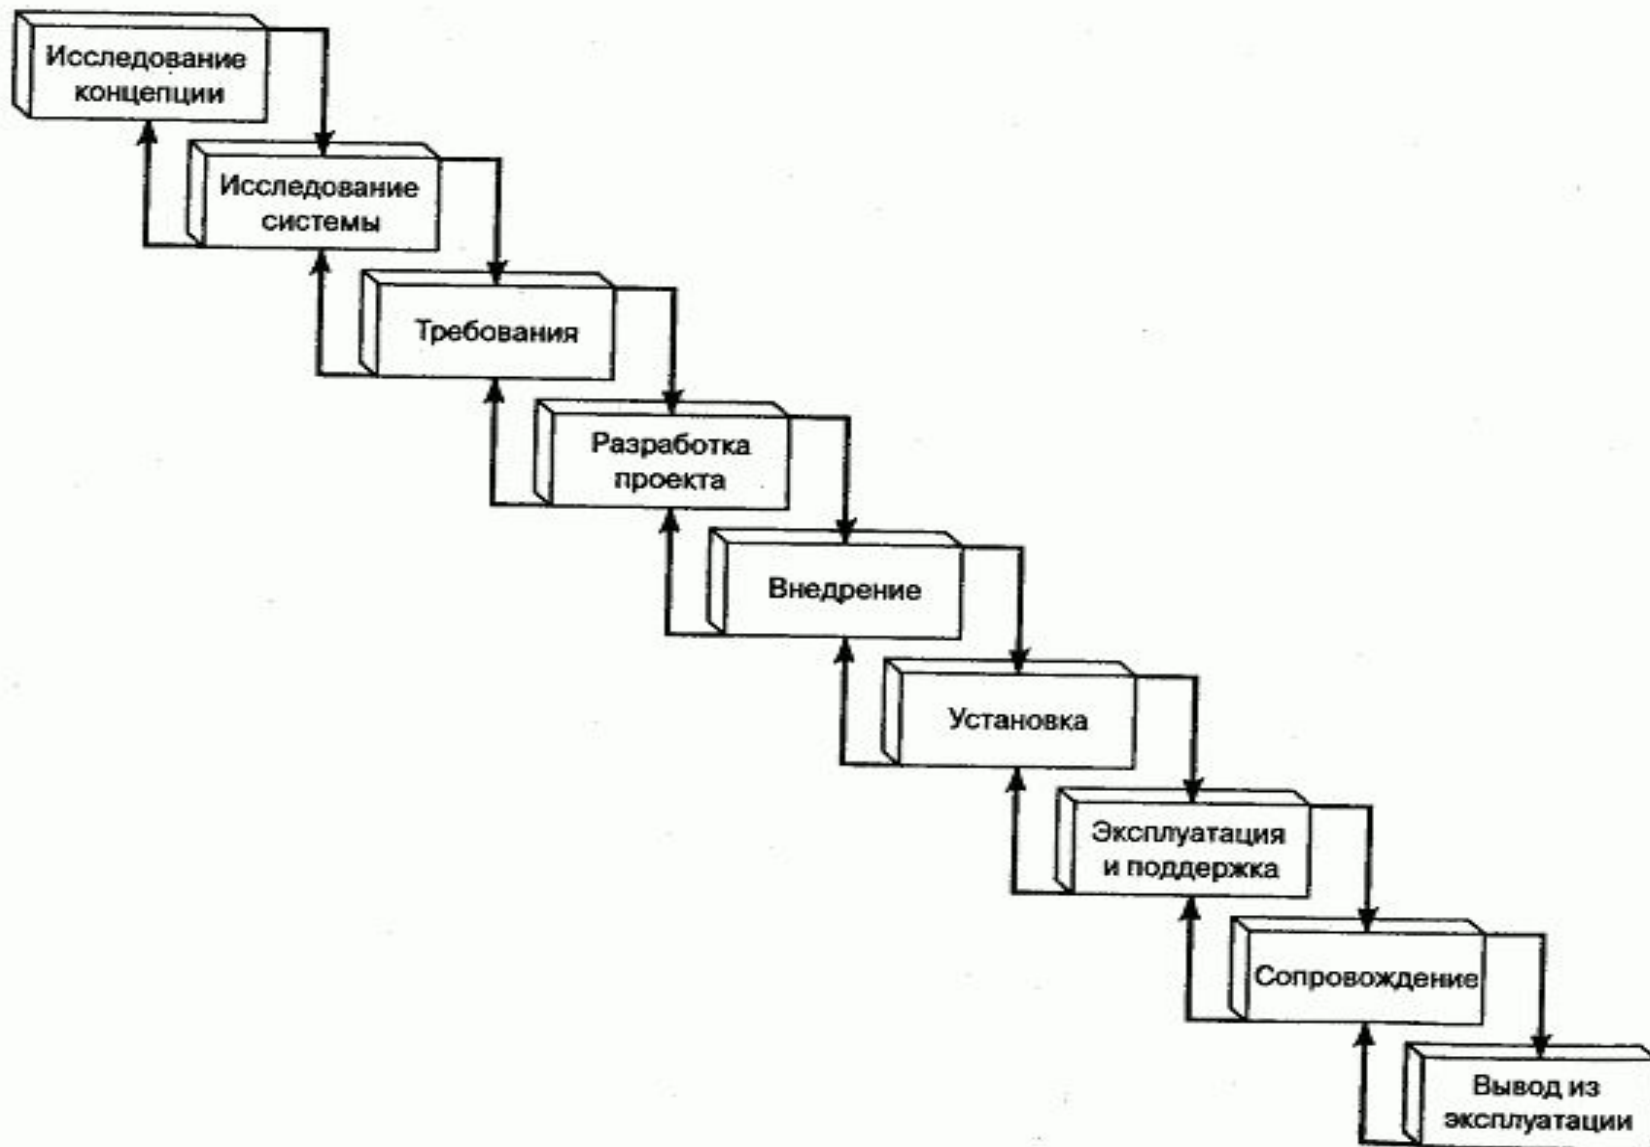 Исследование
концепции
Исследование
системы
Требования
Разработка
проекта
Внедрение
Установка
Эксплуатация
и поддержка
Сопровождение
Вывод из
эксплуатации